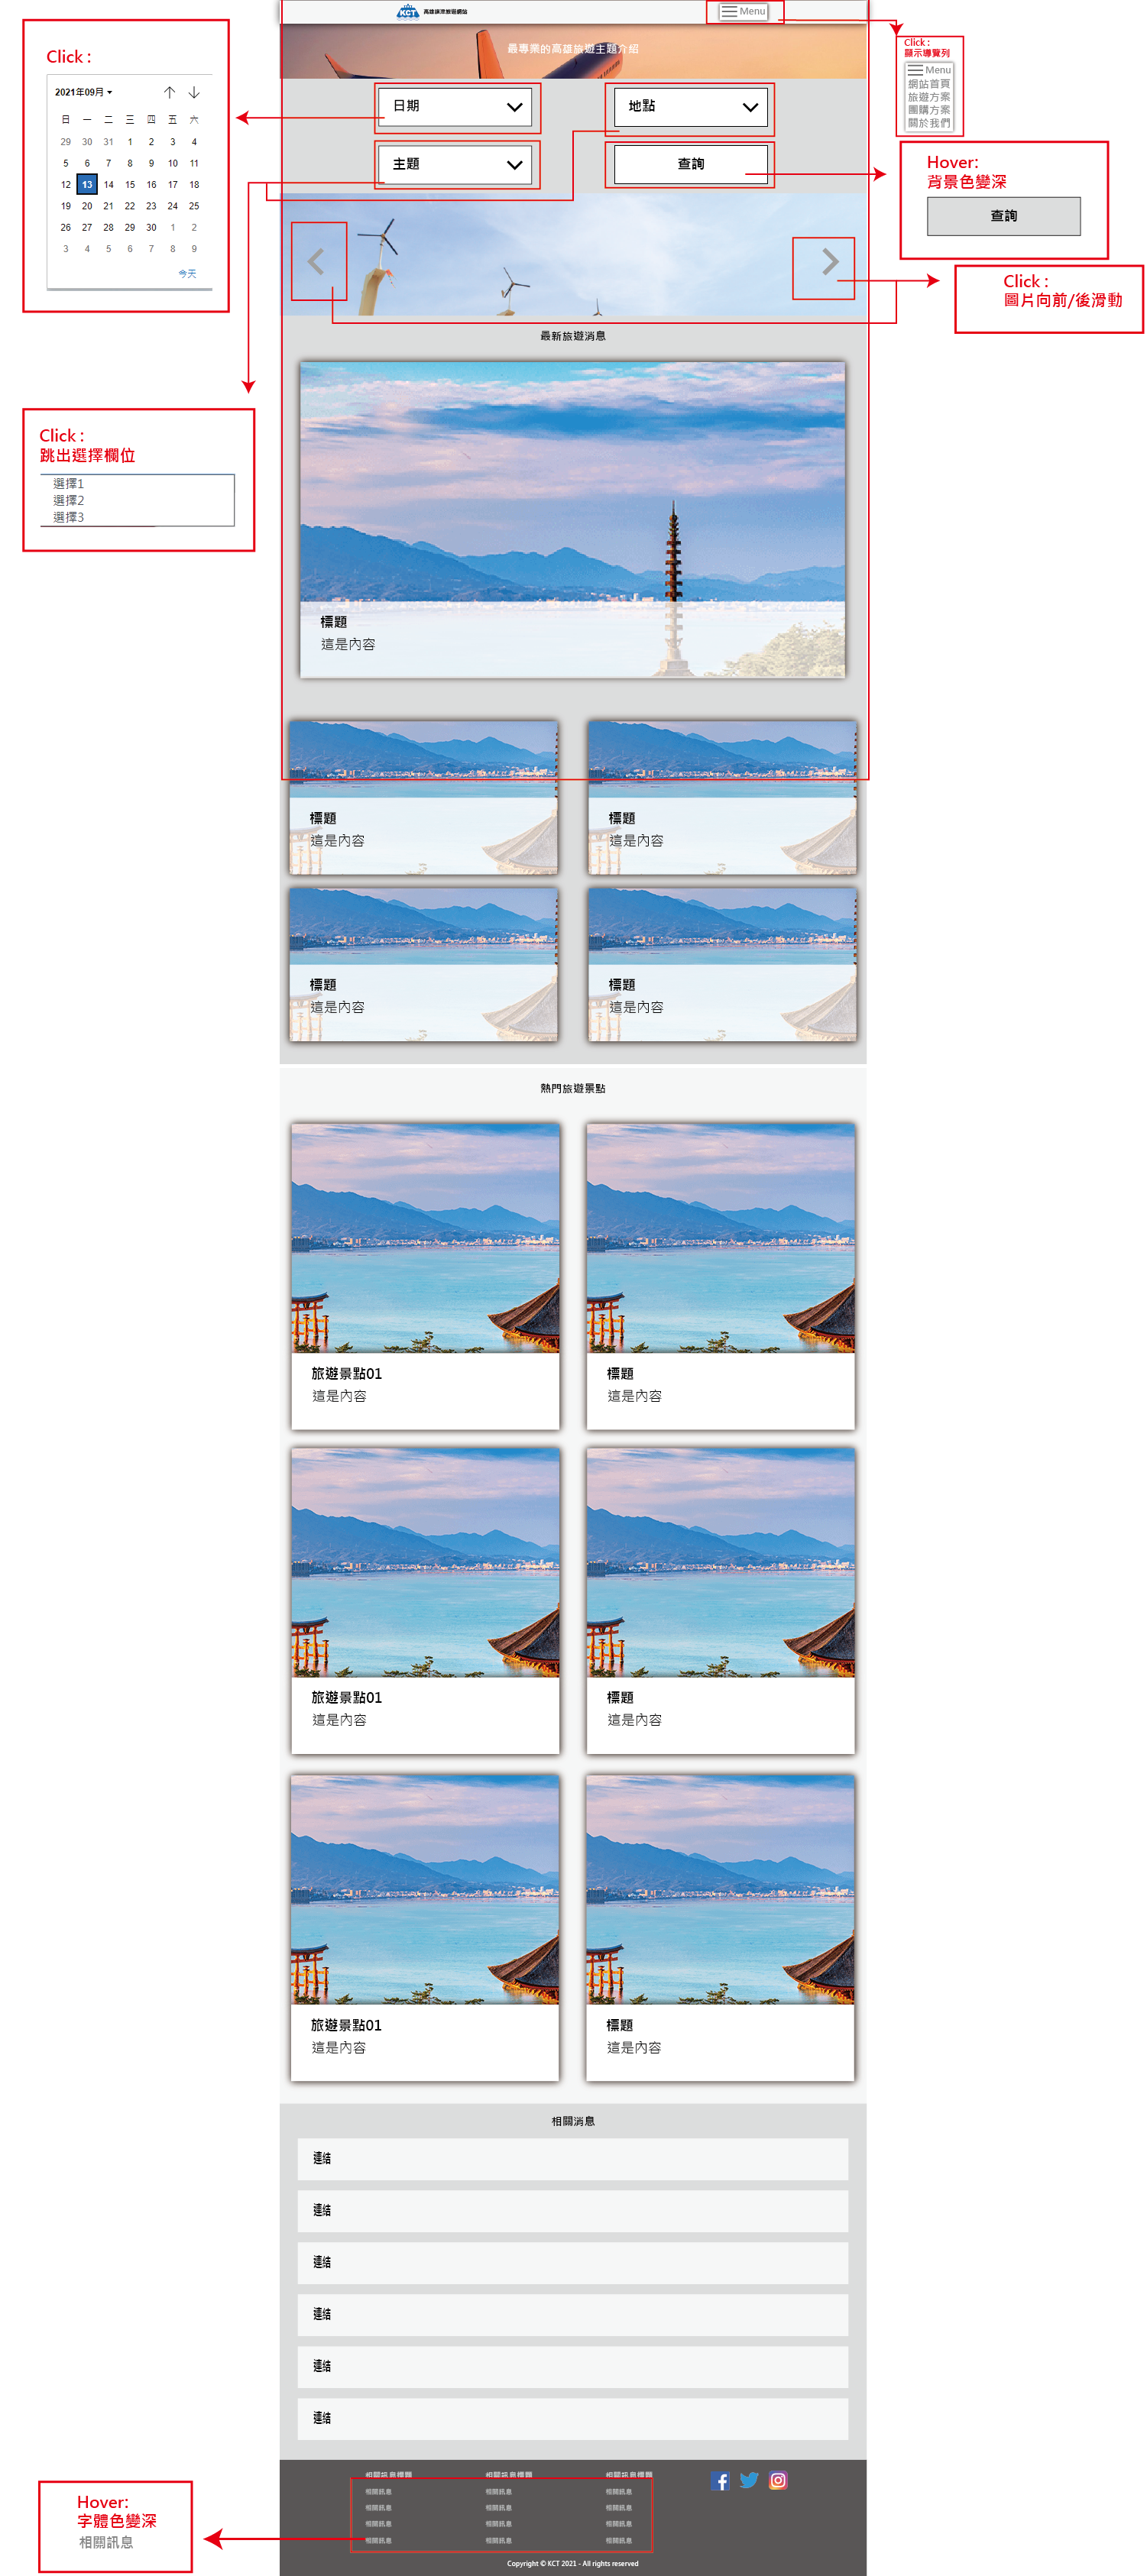 KCT 高雄旗津旅遊網站
Menu
最專業的高雄旅遊主題介紹
Click :
2021年09月
日 一 二 三 四 五 六
29 30 31 1 2 3 4
5 6 7 8 9 10 11
12 13 14 15 16 17 18
19 20 21 22 23 24 25
26 27 28 29 30 1 2
3 4 5 6 7 8 9
今天
日期
地點
主題
查詢
Click :
顯示導覽列
Menu
網站首頁
旅遊方案
團購方案
關於我們
Hover:
背景色變深
查詢
Click :
圖片向前/後滑動
Click :
跳出選擇欄位
選擇1
選擇2
選擇3
最新旅遊消息
標題
這是內容
標題
這是內容
標題
這是內容
標題
這是內容
標題
這是內容
熱門旅遊景點
旅遊景點01
這是內容
標題
這是內容
旅遊景點01
這是內容
標題
這是內容
旅遊景點01
這是內容
標題
這是內容
相關消息
連結
連結
連結
連結
連結
連結
相關訊息標題 相關訊息標題 相關訊息標題
相關訊息 相關訊息 相關訊息
相關訊息 相關訊息 相關訊息
相關訊息 相關訊息 相關訊息
相關訊息 相關訊息 相關訊息
Copyright © KCT 2021 - All rights reserved
Hover:
字體色變深
相關訊息